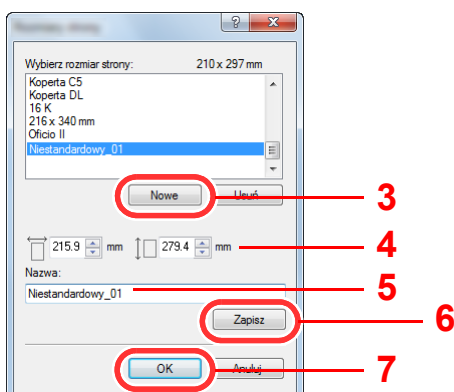 Rozmiary strony
Wybierz rozmiar strony: 210 x 297 mm
Koperta C5
Koperta DL
16 K
216 x 340 mm
Oficio II
Niestandardowy_01
Nowe Usuń 3
215.9 mm 279.4 mm 4
Nazwa: 5
Niestandardowy_01
Zapisz 6
OK Anuluj 7